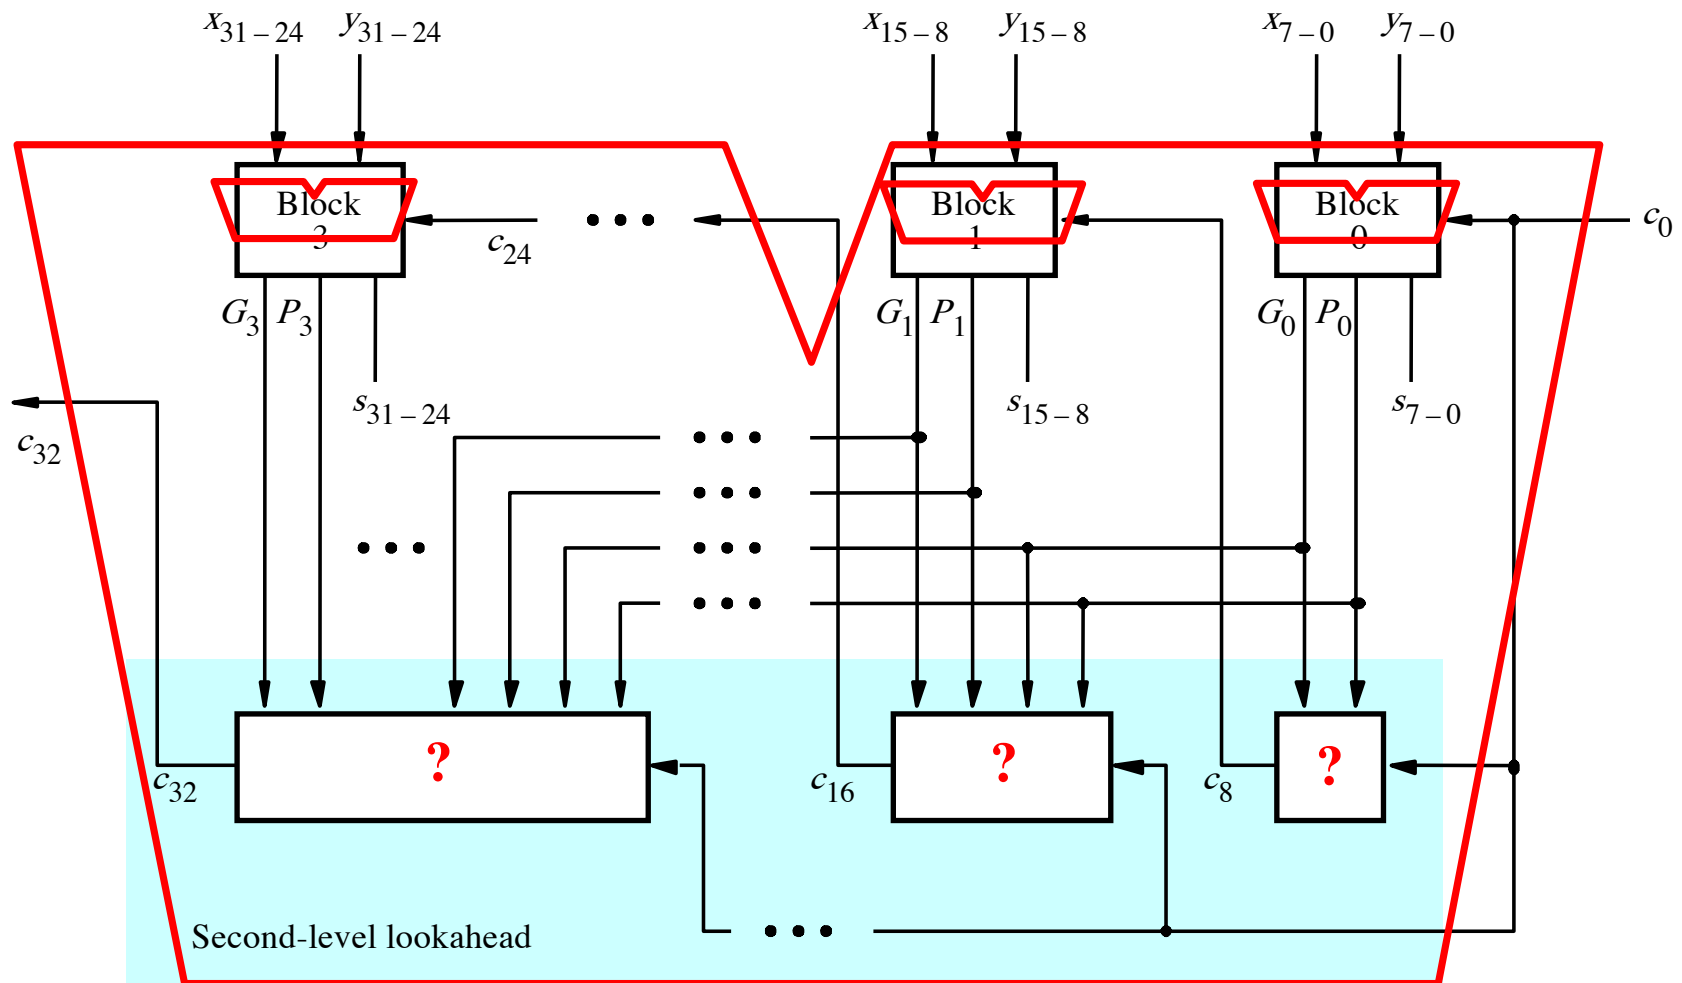 x31–24 y31–24 x15–8 y15–8 x7–0 y7–0
Block
3
Block
1
Block
0
c24
c0
G3 P3 G1 P1 G0 P0
s31–24 s15–8 s7–0
c32
? ? ?
c32 c16 c8
Second-level lookahead